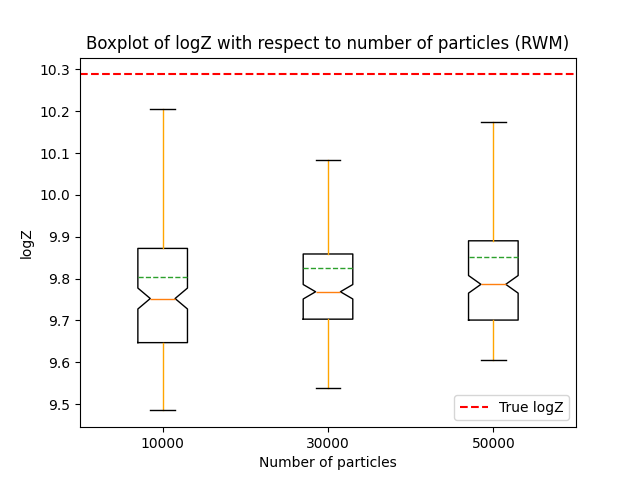 Boxplot of logZ with respect to number of particles (RWM)
logZ
10.3
10.2
10.1
10.0
9.9
9.8
9.7
9.6
9.5
True logZ
10000 30000 50000
Number of particles